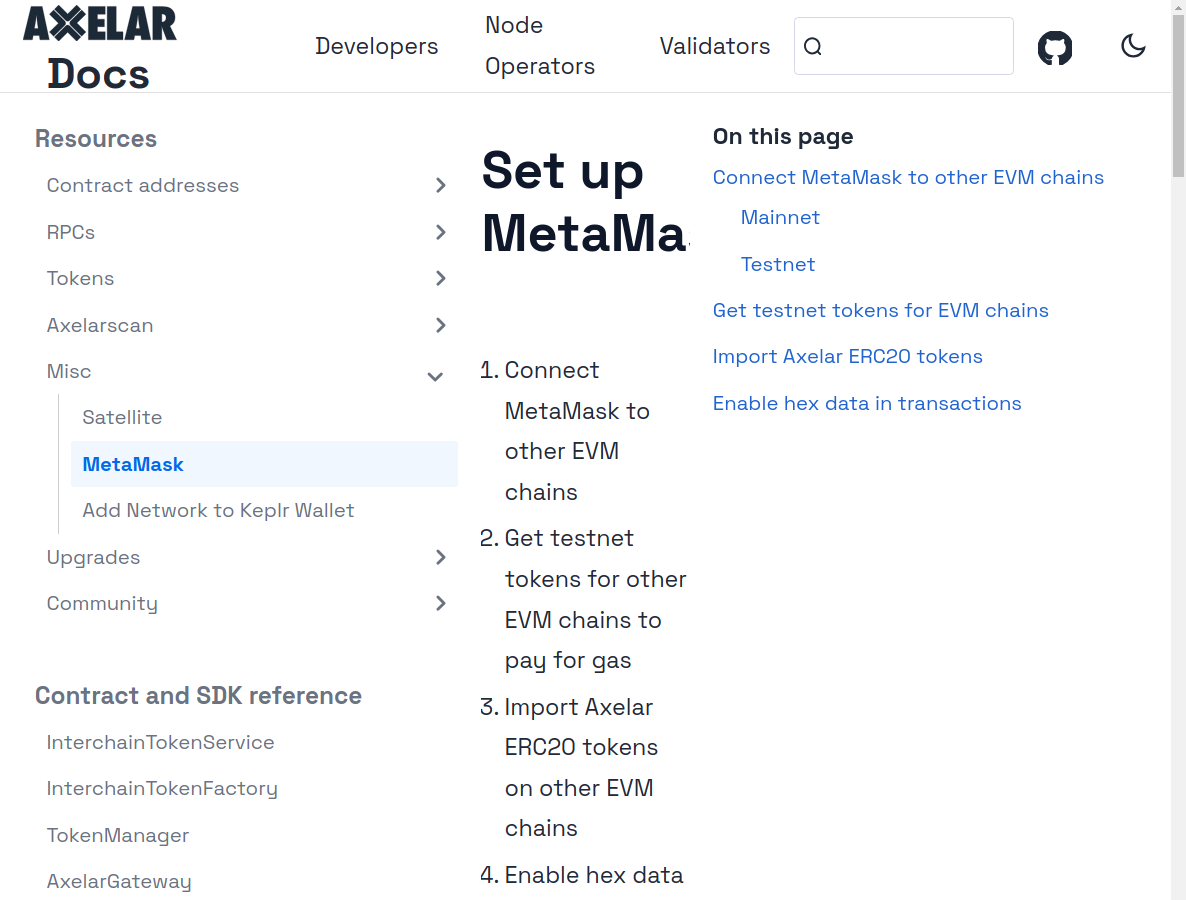 AXELAR
Docs
Developers
Node
Operators
Validators
Resources
Contract addresses
RPCs
Tokens
Axelarscan
Misc
Satellite
MetaMask
Add Network to Keplr Wallet
Upgrades
Community
Contract and SDK reference
InterchainTokenService
InterchainTokenFactory
TokenManager
AxelarGateway
Set up
MetaMa
1. Connect
MetaMask to
other EVM
chains
2. Get testnet
tokens for other
EVM chains to
pay for gas
3. Import Axelar
ERC20 tokens
on other EVM
chains
4. Enable hex data
On this page
Connect MetaMask to other EVM chains
Mainnet
Testnet
Get testnet tokens for EVM chains
Import Axelar ERC20 tokens
Enable hex data in transactions